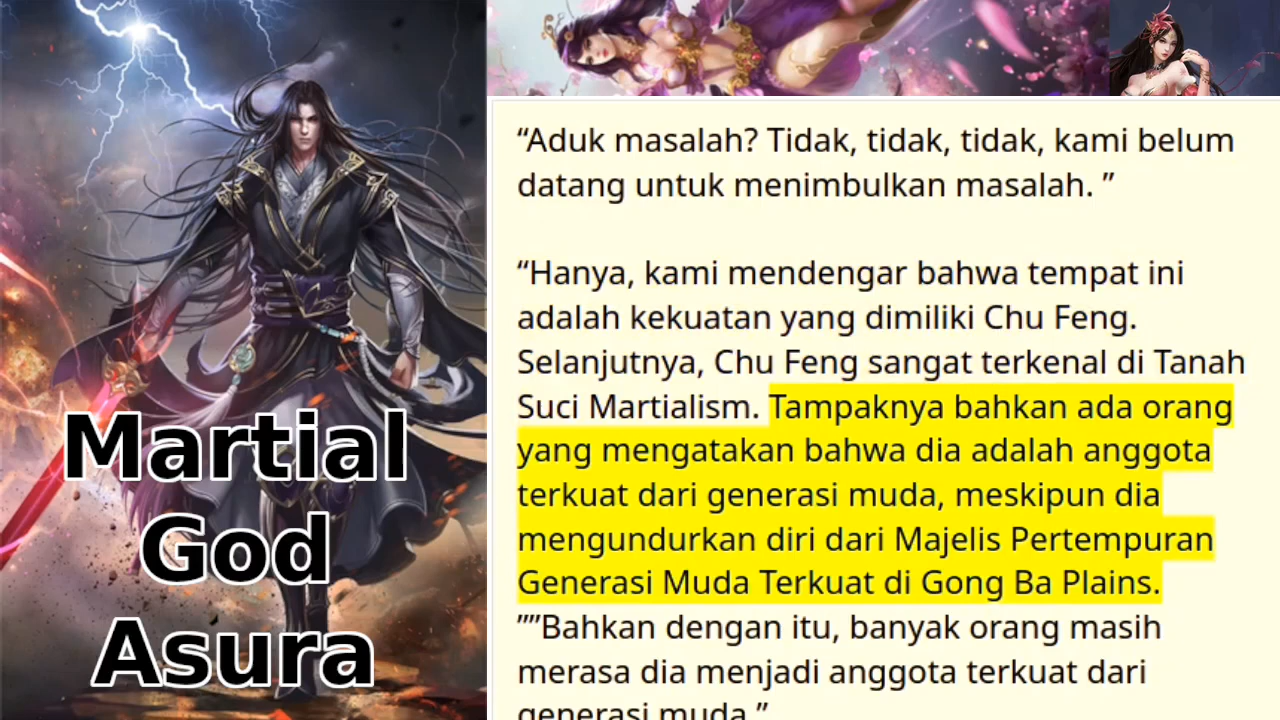 Martial
God
Asura
“Aduk masalah? Tidak, tidak, tidak, kami belum
datang untuk menimbulkan masalah. ”
“Hanya, kami mendengar bahwa tempat ini
adalah kekuatan yang dimiliki Chu Feng.
Selanjutnya, Chu Feng sangat terkenal di Tanah
Suci Martialism. Tampaknya bahkan ada orang
yang mengatakan bahwa dia adalah anggota
terkuat dari generasi muda, meskipun dia
mengundurkan diri dari Majelis Pertempuran
Generasi Muda Terkuat di Gong Ba Plains.
””Bahkan dengan itu, banyak orang masih
merasa dia menjadi anggota terkuat dari
generasi muda.”